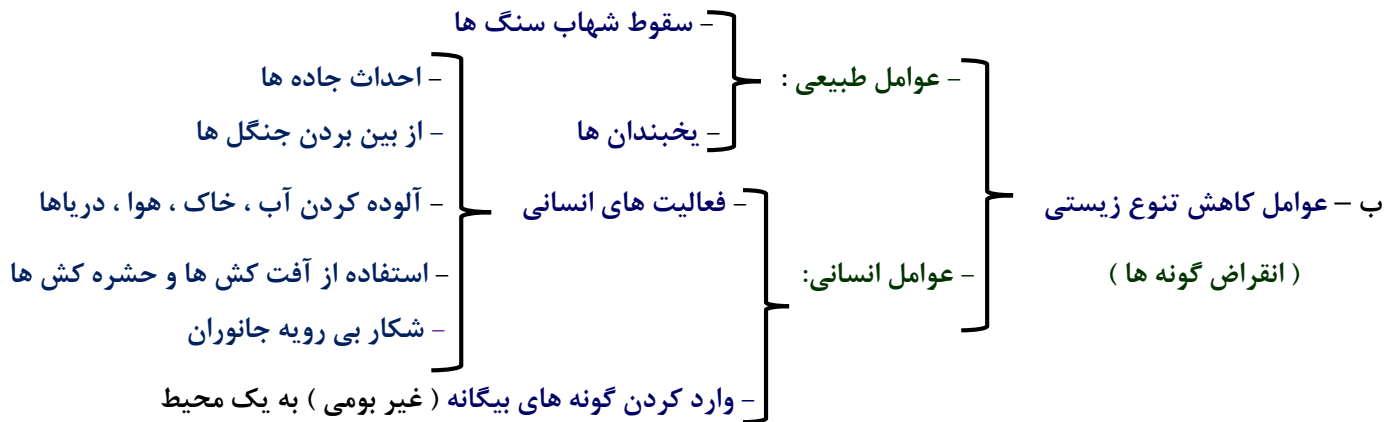 ب – عوامل کاهش تنوع زیستی
( انقراض گونه ها )
– عوامل طبیعی :
– سقوط شهاب سنگ ها
– یخبندان ها
– عوامل انسانی:
– فعالیت های انسانی
– احداث جاده ها
– از بین بردن جنگل ها
– آلوده کردن آب ، خاک ، هوا ، دریاها
– استفاده از آفت کش ها و حشره کش ها
– شکار بی رویه جانوران
– وارد کردن گونه های بیگانه ( غیر بومی ) به یک محیط